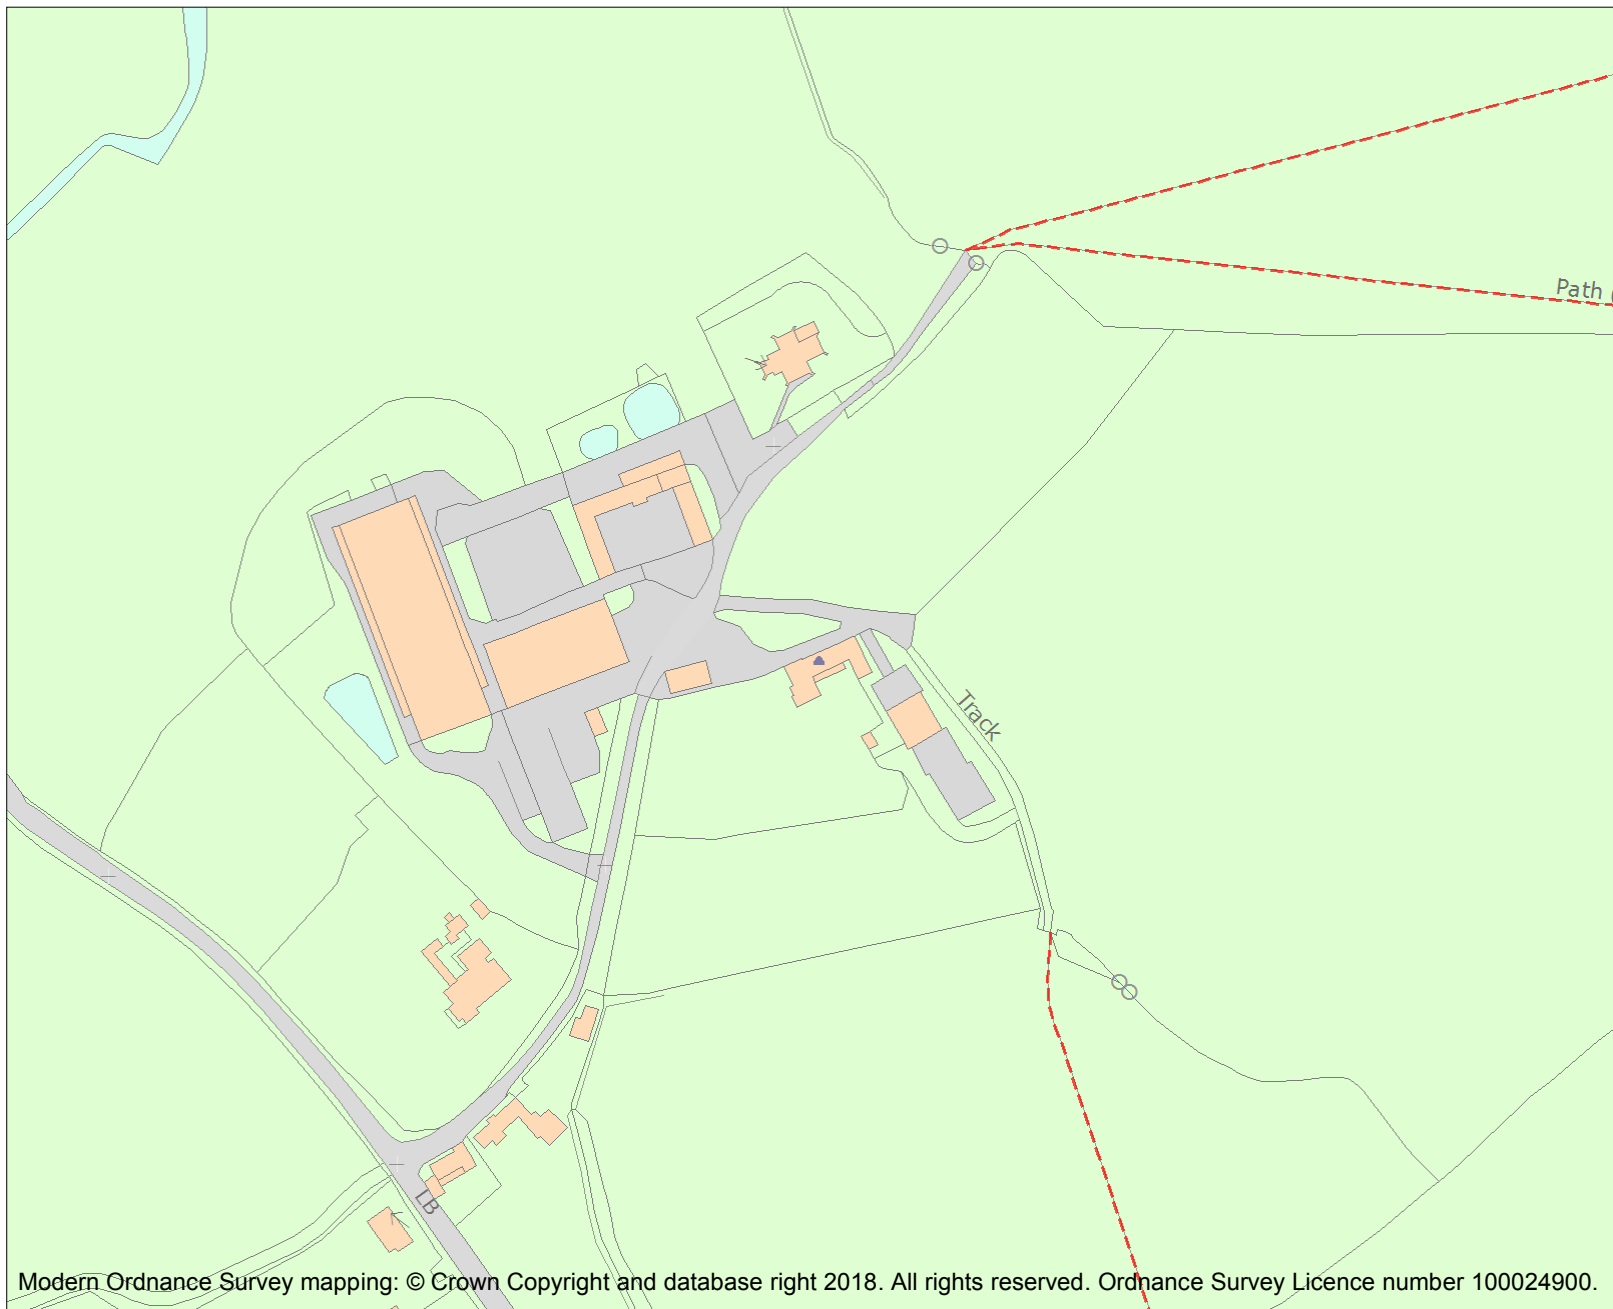 Path
Track
LB
Modern Ordnance Survey mapping: © Crown Copyright and database right 2018. All rights reserved. Ordnance Survey Licence number 100024900.